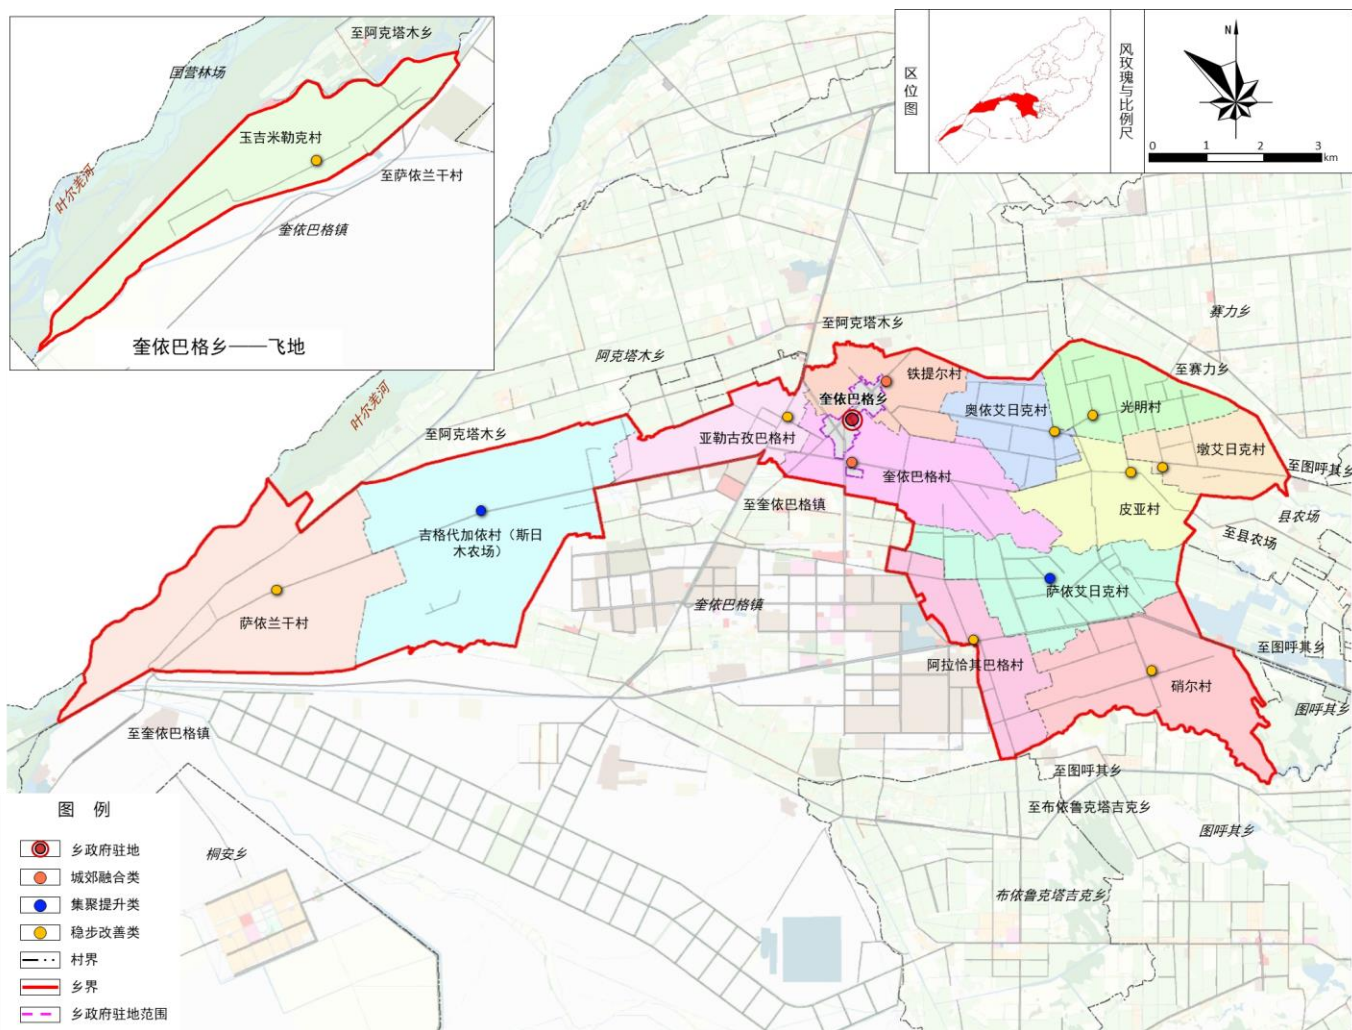 至阿克塔木乡
国营林场
玉吉米勒克村
至萨依兰干村
叶尔羌河
奎依巴格镇
奎依巴格乡——飞地
区位图
风玫瑰与比例尺
N
0 1 2 3
km
赛力乡
至阿克塔木乡
阿克塔木乡
至赛力乡
铁提尔村
奎依巴格乡
奥依艾日克村
光明村
叶尔羌河
至阿克塔木乡
亚勒古孜巴格村
墩艾日克村
至图呼其乡
奎依巴格村
至奎依巴格镇
皮亚村
县农场
至县农场
吉格代加依村（斯日
木农场）
萨依艾日克村
奎依巴格镇
萨依兰干村
阿拉恰其巴格村
至图呼其乡
硝尔村
图呼其乡
至奎依巴格镇
至图呼其乡
至布依鲁克塔吉克乡
图呼其乡
桐安乡
布依鲁克塔吉克乡
图 例
乡政府驻地
城郊融合类
集聚提升类
稳步改善类
村界
乡界
乡政府驻地范围